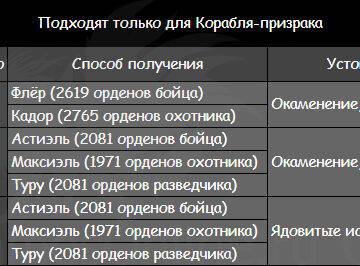 Подходят только для Корабля-призрака
Способ получения
Флёр (2619 орденов бойца)
Кадор (2765 орденов охотника)
Окаменение,
Астиэль (2081 орденов бойца)
Максиэль (1971 орденов охотника)
Туру (2081 орденов разведчика)
Окаменение,
Астиэль (2081 орденов бойца)
Максиэль (1971 орденов охотника)
Туру (2081 орденов разведчика)
Ядовитые